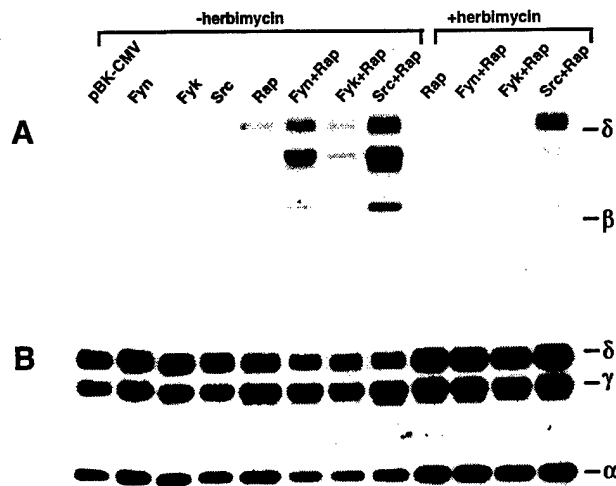 -herbimycin +herbimycin
pBK-CMV Fyn Fyk Src Rap Fyn+Rap Fyk+Rap Src+Rap Rap Fyn+Rap Fyk+Rap Src+Rap
A
–δ
–β
B
–δ
–γ
–α